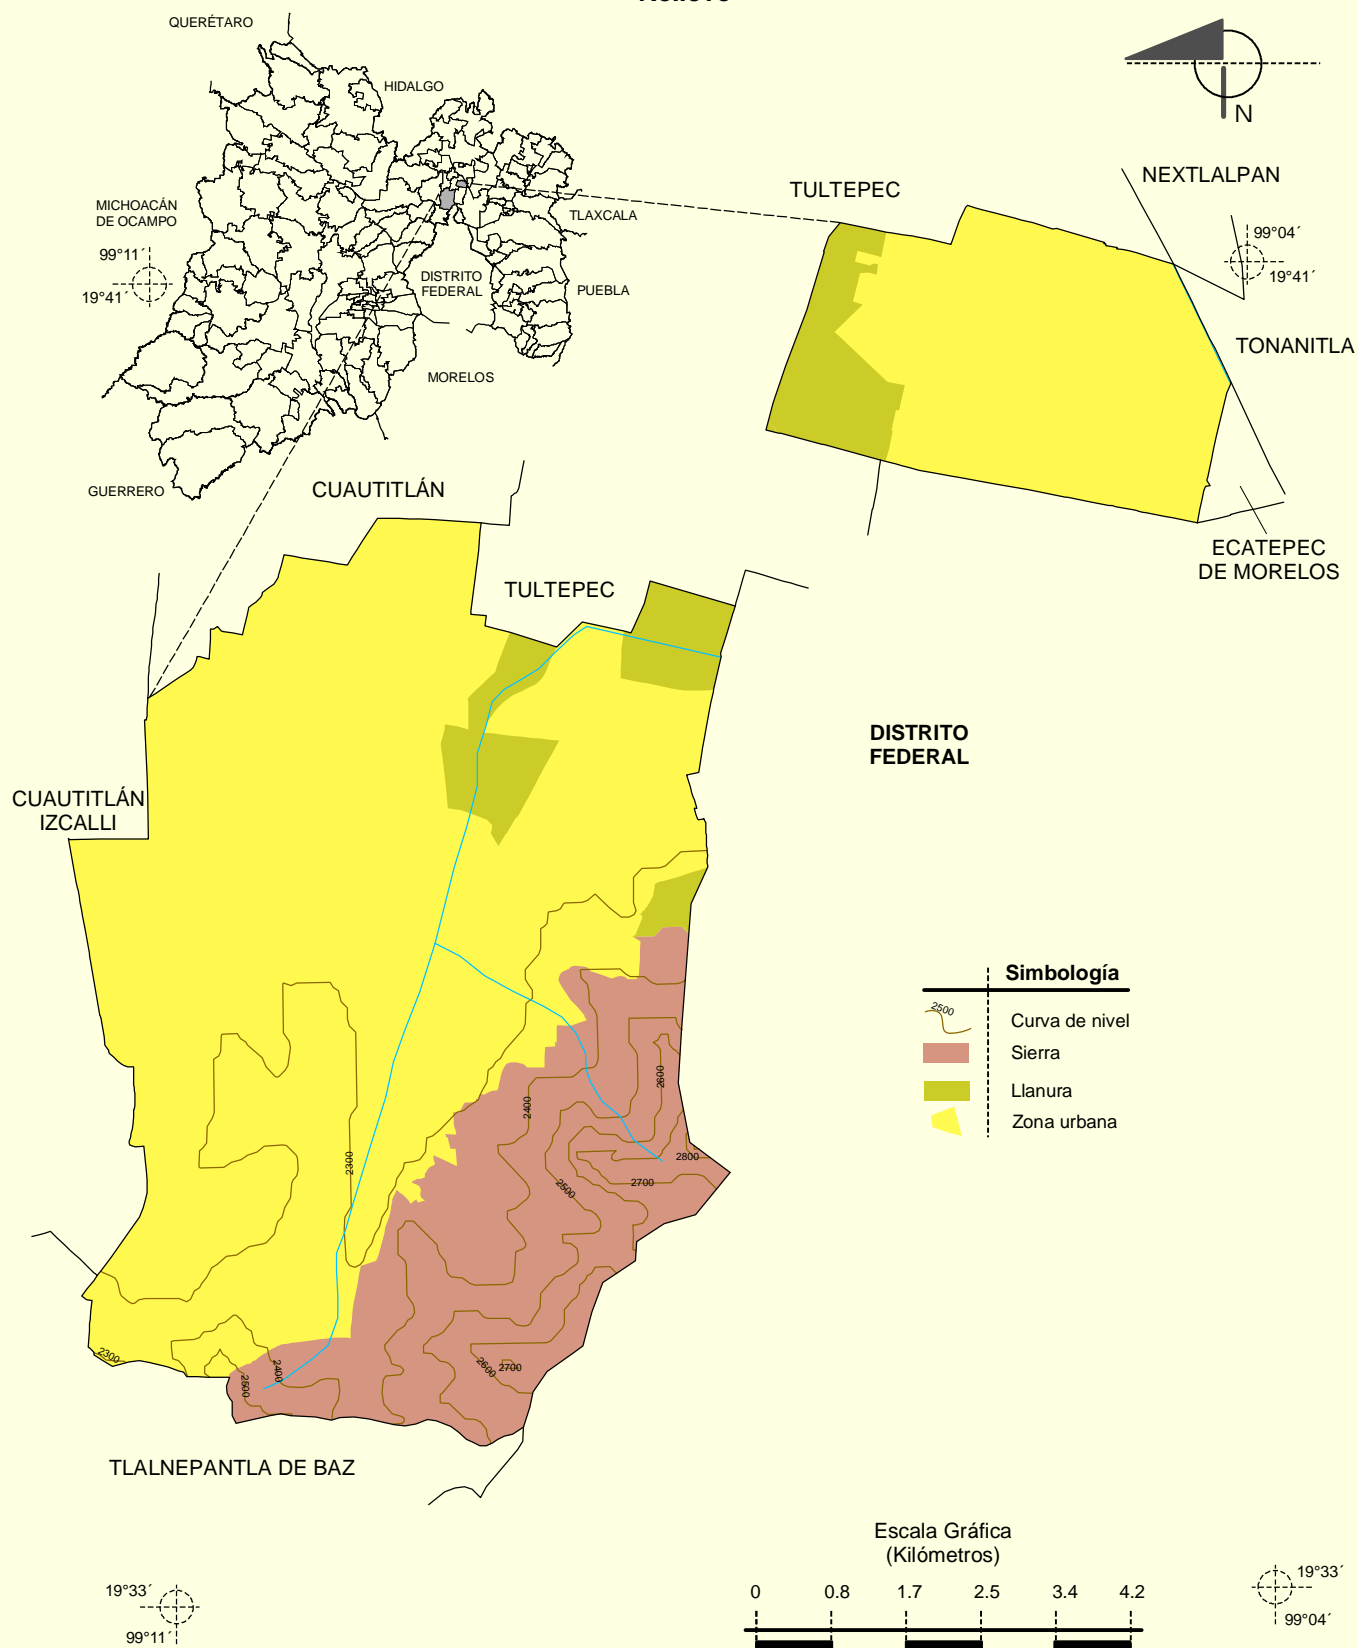 QUERÉTARO
HIDALGO
N
NEXTLALPAN
TULTEPEC
MICHOACÁN
DE OCAMPO
TLAXCALA
99°11´
19°41´
99°04´
19°41´
DISTRITO
FEDERAL
PUEBLA
TONANITLA
MORELOS
GUERRERO
CUAUTITLÁN
ECATEPEC
DE MORELOS
TULTEPEC
DISTRITO
FEDERAL
CUAUTITLÁN
IZCALLI
Simbología
2500
Curva de nivel
Sierra
Llanura
Zona urbana
2600
2400
2300
2800
2700
2500
2300
2400
2500
2600
2700
TLALNEPANTLA DE BAZ
Escala Gráfica
(Kilómetros)
0 0.8 1.7 2.5 3.4 4.2
19°33´
99°11´
19°33´
99°04´